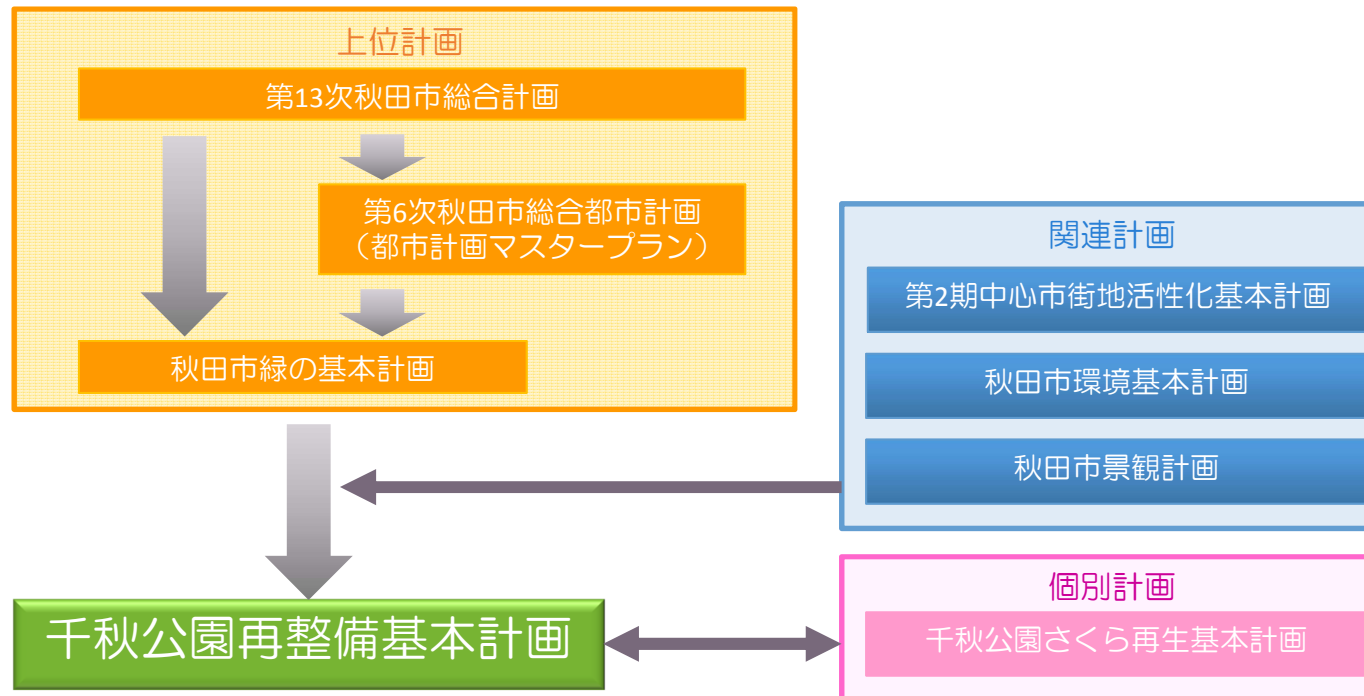 上位計画
第13次秋田市総合計画
第6次秋田市総合都市計画
（都市計画マスタープラン）
秋田市緑の基本計画
関連計画
第2期中心市街地活性化基本計画
秋田市環境基本計画
秋田市景観計画
千秋公園再整備基本計画
個別計画
千秋公園さくら再生基本計画